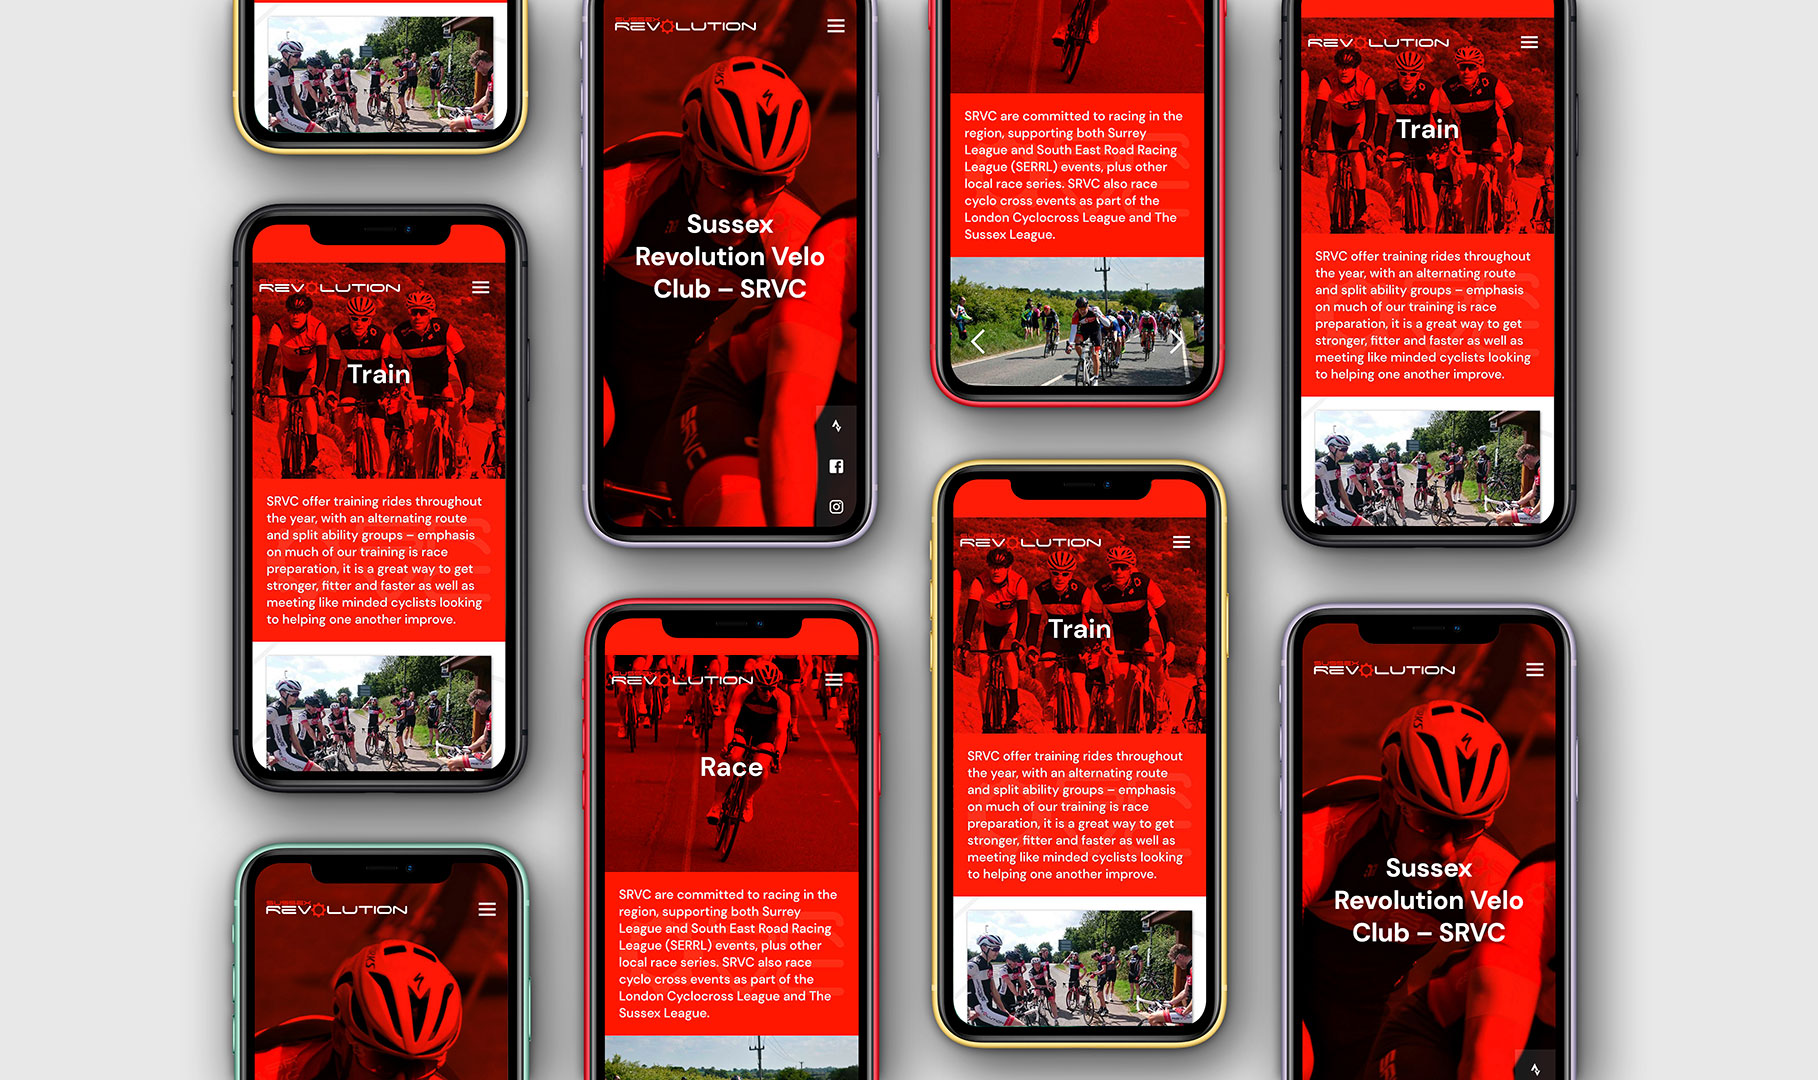 SUSSEX
REVOLUTION
Train
SRVC offer training rides throughout
the year, with an alternating route
and split ability groups – emphasis
on much of our training is race
preparation, it is a great way to get
stronger, fitter and faster as well as
meeting like minded cyclists looking
to helping one another improve.
SUSSEX
REVOLUTION
SUSSEX
REVOLUTION
Sussex
Revolution Velo
Club – SRVC
REVOLUTION
Race
SRVC are committed to racing in the
region, supporting both Surrey
League and South East Road Racing
League (SERRL) events, plus other
local race series. SRVC also race
cyclo cross events as part of the
London Cyclocross League and The
Sussex League.
SRVC are committed to racing in the
region, supporting both Surrey
League and South East Road Racing
League (SERRL) events, plus other
local race series. SRVC also race
cyclo cross events as part of the
London Cyclocross League and The
Sussex League.
REVOLUTION
Train
SRVC offer training rides throughout
the year, with an alternating route
and split ability groups – emphasis
on much of our training is race
preparation, it is a great way to get
stronger, fitter and faster as well as
meeting like minded cyclists looking
to helping one another improve.
REVOLUTION
Train
SRVC offer training rides throughout
the year, with an alternating route
and split ability groups – emphasis
on much of our training is race
preparation, it is a great way to get
stronger, fitter and faster as well as
meeting like minded cyclists looking
to helping one another improve.
SUSSEX
REVOLUTION
Sussex
Revolution Velo
Club – SRVC